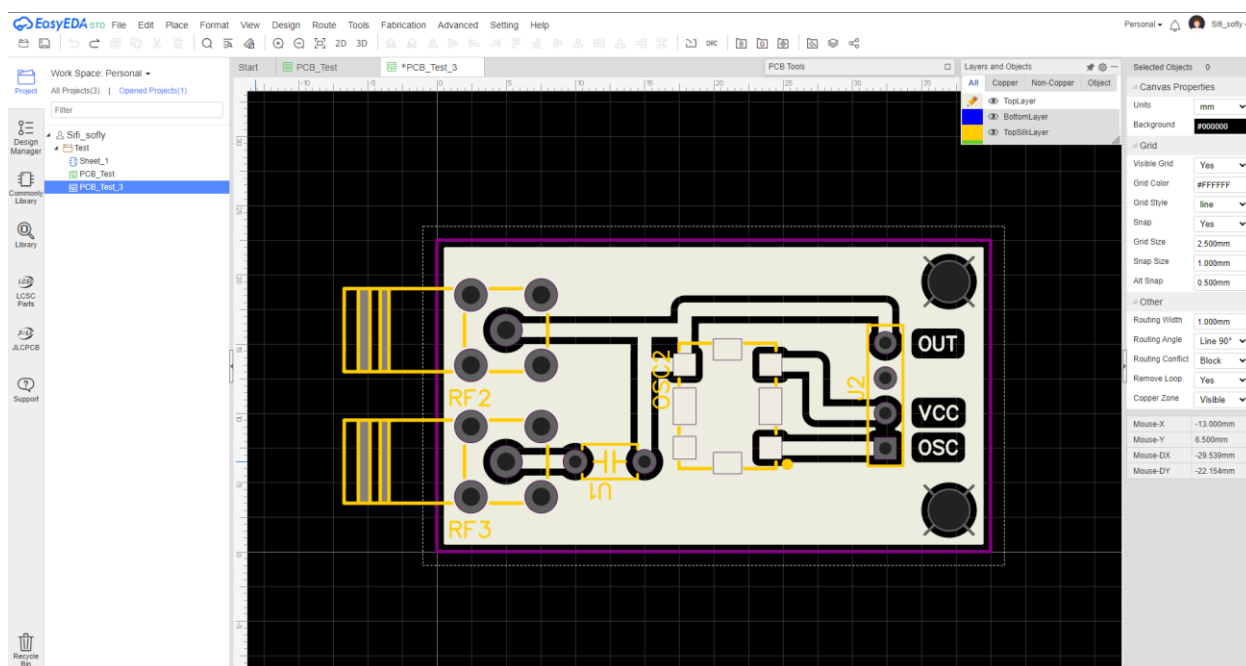 EasyEDA STD File Edit Place Format View Design Route Tools Fabrication Advanced Setting Help
Personal Sifi_sofly
2D 3D DRC
Project
Design Manager
Commonly Library
Library
LCSC Parts
JLCPCB
Support
Recycle Bin
Work Space: Personal
All Projects(3) | Opened Projects(1)
Filter
Sifi_sofly
Test
Sheet_1
PCB_Test
PCB_Test_3
Start PCB_Test *PCB_Test_3
PCB Tools
Layers and Objects
All Copper Non-Copper Object
TopLayer
BottomLayer
TopSilkLayer
RF2
RF3
U1
OSC2
J2
OUT
VCC
OSC
Selected Objects 0
Canvas Properties
Units mm
Background #000000
Grid
Visible Grid Yes
Grid Color #FFFFFF
Grid Style line
Snap Yes
Grid Size 2.500mm
Snap Size 1.000mm
Alt Snap 0.500mm
Other
Routing Width 1.000mm
Routing Angle Line 90°
Routing Conflict Block
Remove Loop Yes
Copper Zone Visible
Mouse-X -13.000mm
Mouse-Y 6.500mm
Mouse-DX -29.539mm
Mouse-DY -22.154mm